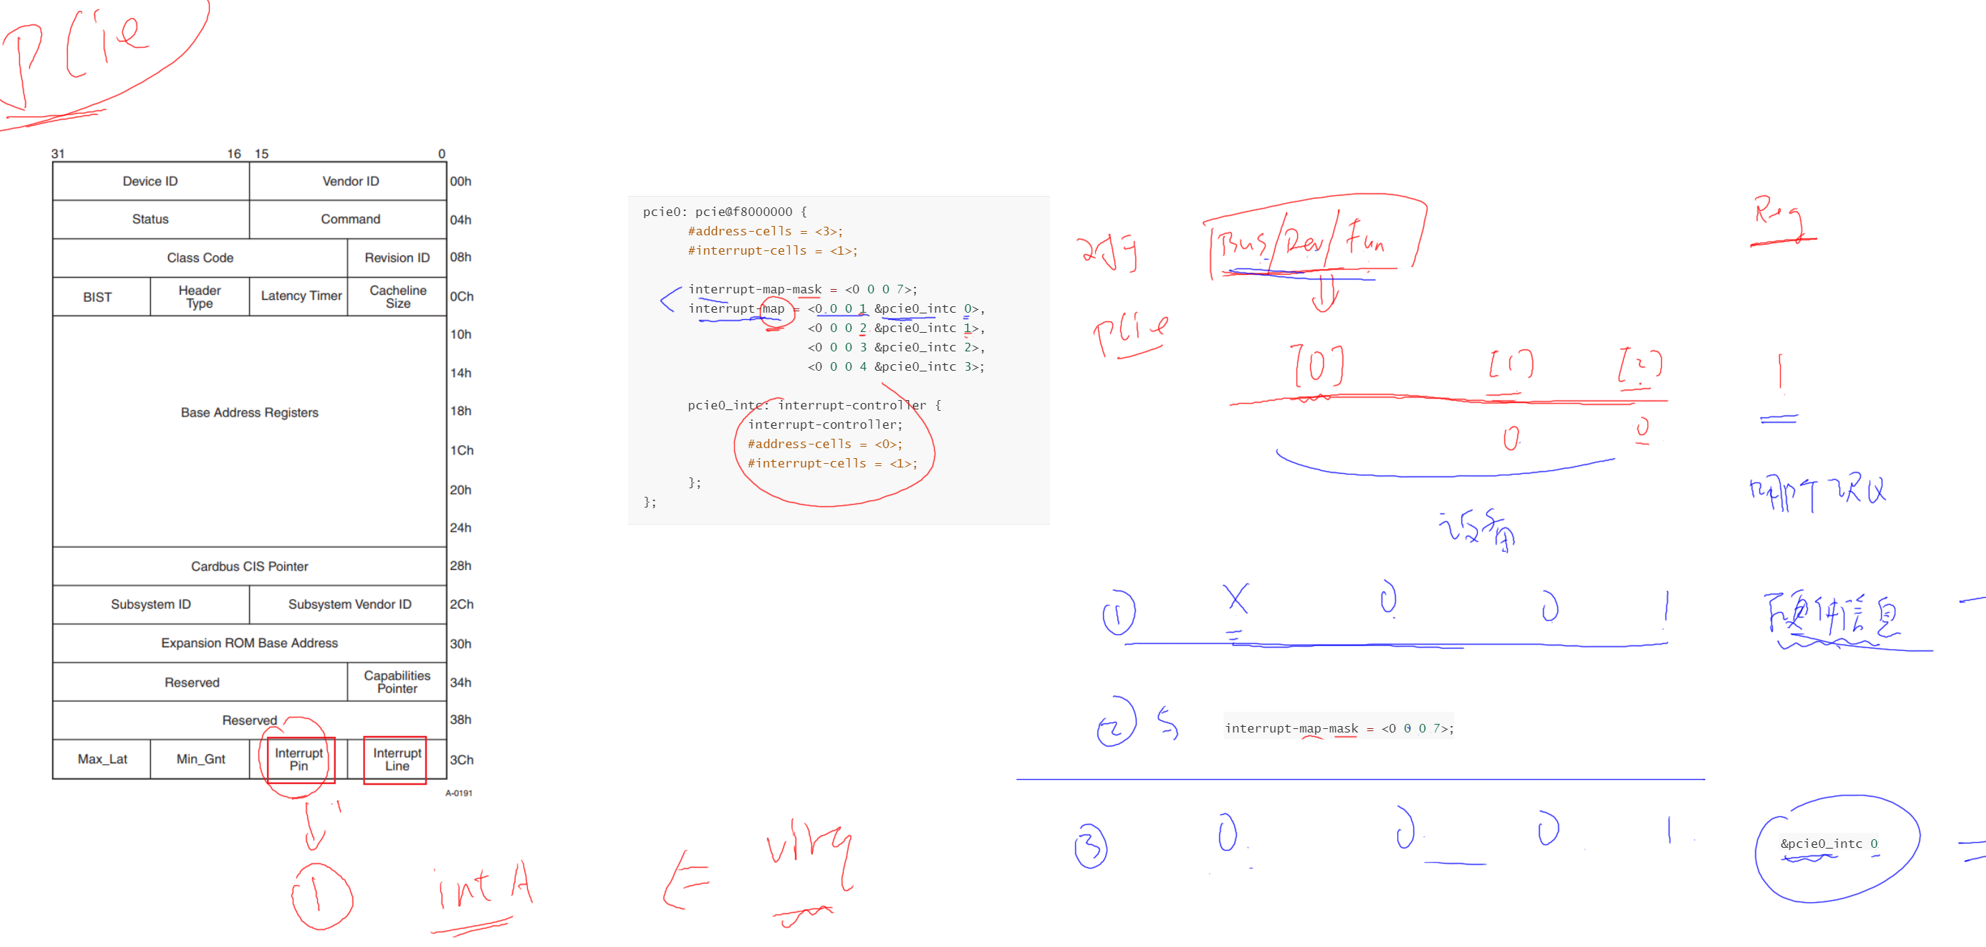 PCie
31 16 15 0
Device ID Vendor ID 00h
Status Command 04h
Class Code Revision ID 08h
BIST Header Type Latency Timer Cacheline Size 0Ch
10h
14h
Base Address Registers 18h
1Ch
20h
24h
Cardbus CIS Pointer 28h
Subsystem ID Subsystem Vendor ID 2Ch
Expansion ROM Base Address 30h
Reserved Capabilities Pointer 34h
Reserved 38h
Max_Lat Min_Gnt Interrupt Pin Interrupt Line 3Ch
A-0191
① int A ⇐ virq
pcie0: pcie@f8000000 {
#address-cells = <3>;
#interrupt-cells = <1>;
interrupt-map-mask = <0 0 0 7>;
interrupt-map = <0 0 0 1 &pcie0_intc 0>,
<0 0 0 2 &pcie0_intc 1>,
<0 0 0 3 &pcie0_intc 2>,
<0 0 0 4 &pcie0_intc 3>;
pcie0_intc: interrupt-controller {
interrupt-controller;
#address-cells = <0>;
#interrupt-cells = <1>;
};
};
Bus/Dev/Fun
PCie
[0] [1] [2] 1
0 0
设备 哪个IRQ
① X 0 0 1 硬件信息
② 与 interrupt-map-mask = <0 0 0 7>;
③ 0 0 0 1 &pcie0_intc 0